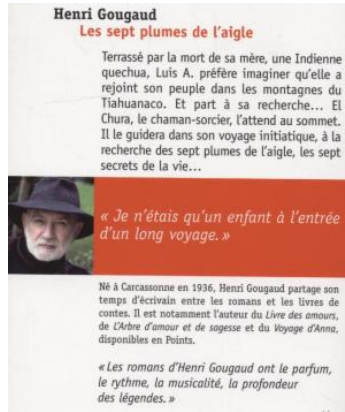 Henri Gougaud
Les sept plumes de l'aigle
Terrassé par la mort de sa mère, une Indienne
quechua, Luis A. préfère imaginer qu'elle a
rejoint son peuple dans les montagnes du
Tiahuanaco. Et part à sa recherche... El
Chura, le chaman-sorcier, l'attend au sommet.
Il le guidera dans son voyage initiatique, à la
recherche des sept plumes de l'aigle, les sept
secrets de la vie...
« Je n'étais qu'un enfant à l'entrée
d'un long voyage. »
Né à Carcassonne en 1936, Henri Gougaud partage son
temps d'écrivain entre les romans et les livres de
contes. Il est notamment l'auteur du Livre des amours,
de L'Arbre d'amour et de sagesse et du Voyage d'Anna,
disponibles en Points.
« Les romans d'Henri Gougaud ont le parfum,
le rythme, la musicalité, la profondeur
des légendes. »